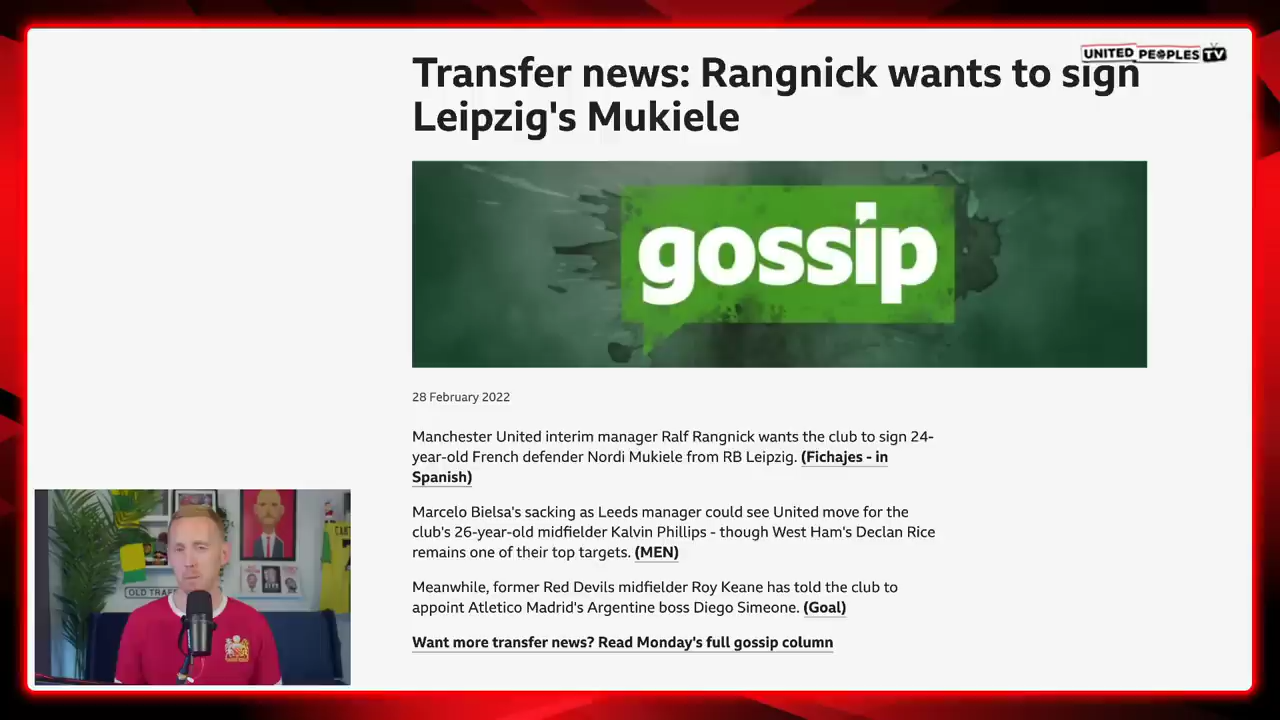 UNITED PEOPLES TV
Transfer news: Rangnick wants to sign
Leipzig's Mukiele
gossip
28 February 2022
Manchester United interim manager Ralf Rangnick wants the club to sign 24-
year-old French defender Nordi Mukiele from RB Leipzig. (Fichajes - in
Spanish)
Marcelo Bielsa's sacking as Leeds manager could see United move for the
club's 26-year-old midfielder Kalvin Phillips - though West Ham's Declan Rice
remains one of their top targets. (MEN)
Meanwhile, former Red Devils midfielder Roy Keane has told the club to
appoint Atletico Madrid's Argentine boss Diego Simeone. (Goal)
Want more transfer news? Read Monday's full gossip column